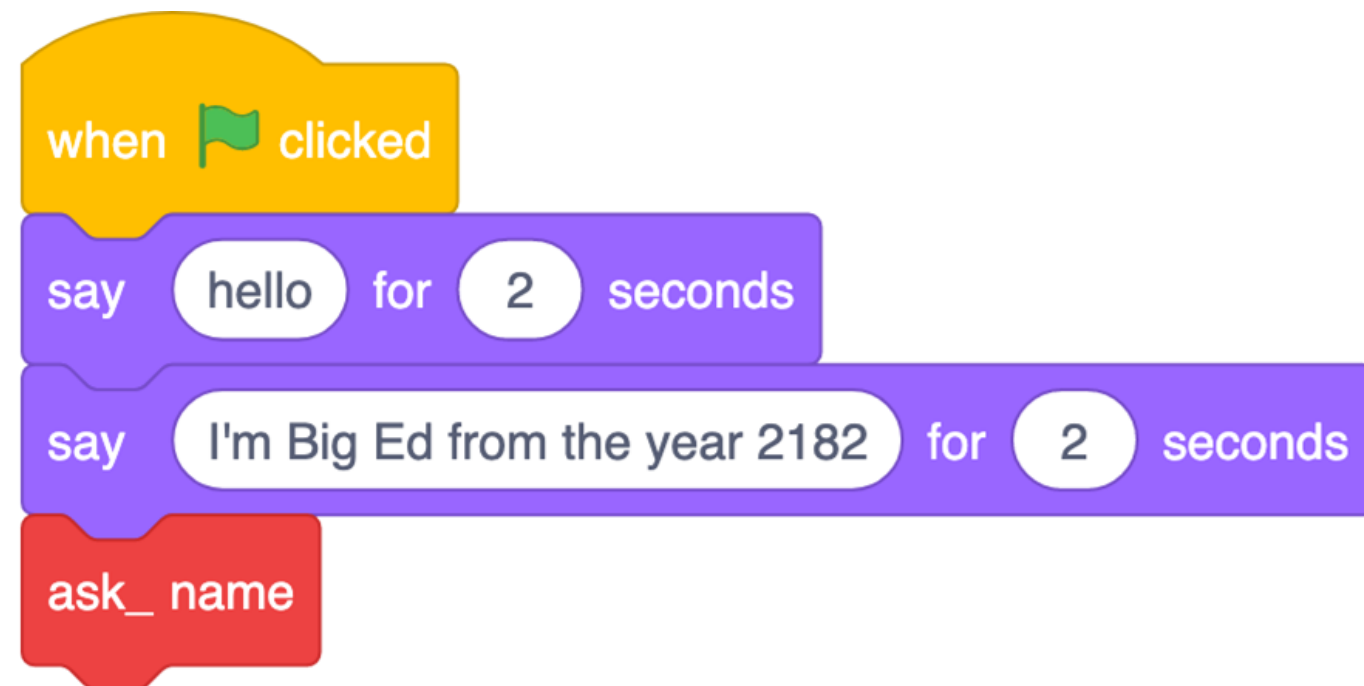 when clicked
say hello for 2 seconds
say I'm Big Ed from the year 2182 for 2 seconds
ask_ name